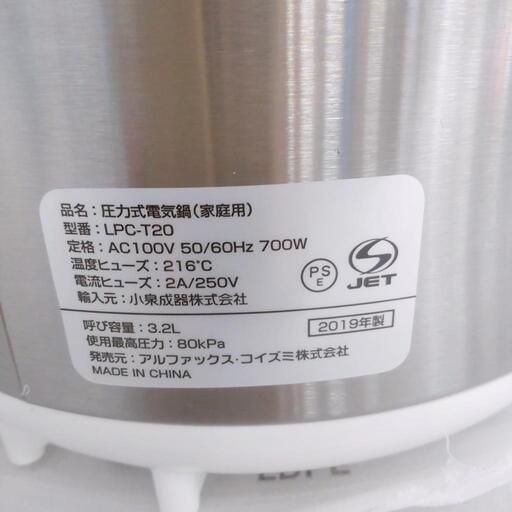 品名：圧力式電気鍋（家庭用）
型番：LPC-T20
定格：AC100V 50/60Hz 700W
温度ヒューズ：216℃
電流ヒューズ：2A/250V
輸入元：小泉成器株式会社
PS
E
JET
呼び容量：3.2L
2019年製
使用最高圧力：80kPa
発売元：アルファックス・コイズミ株式会社
MADE IN CHINA